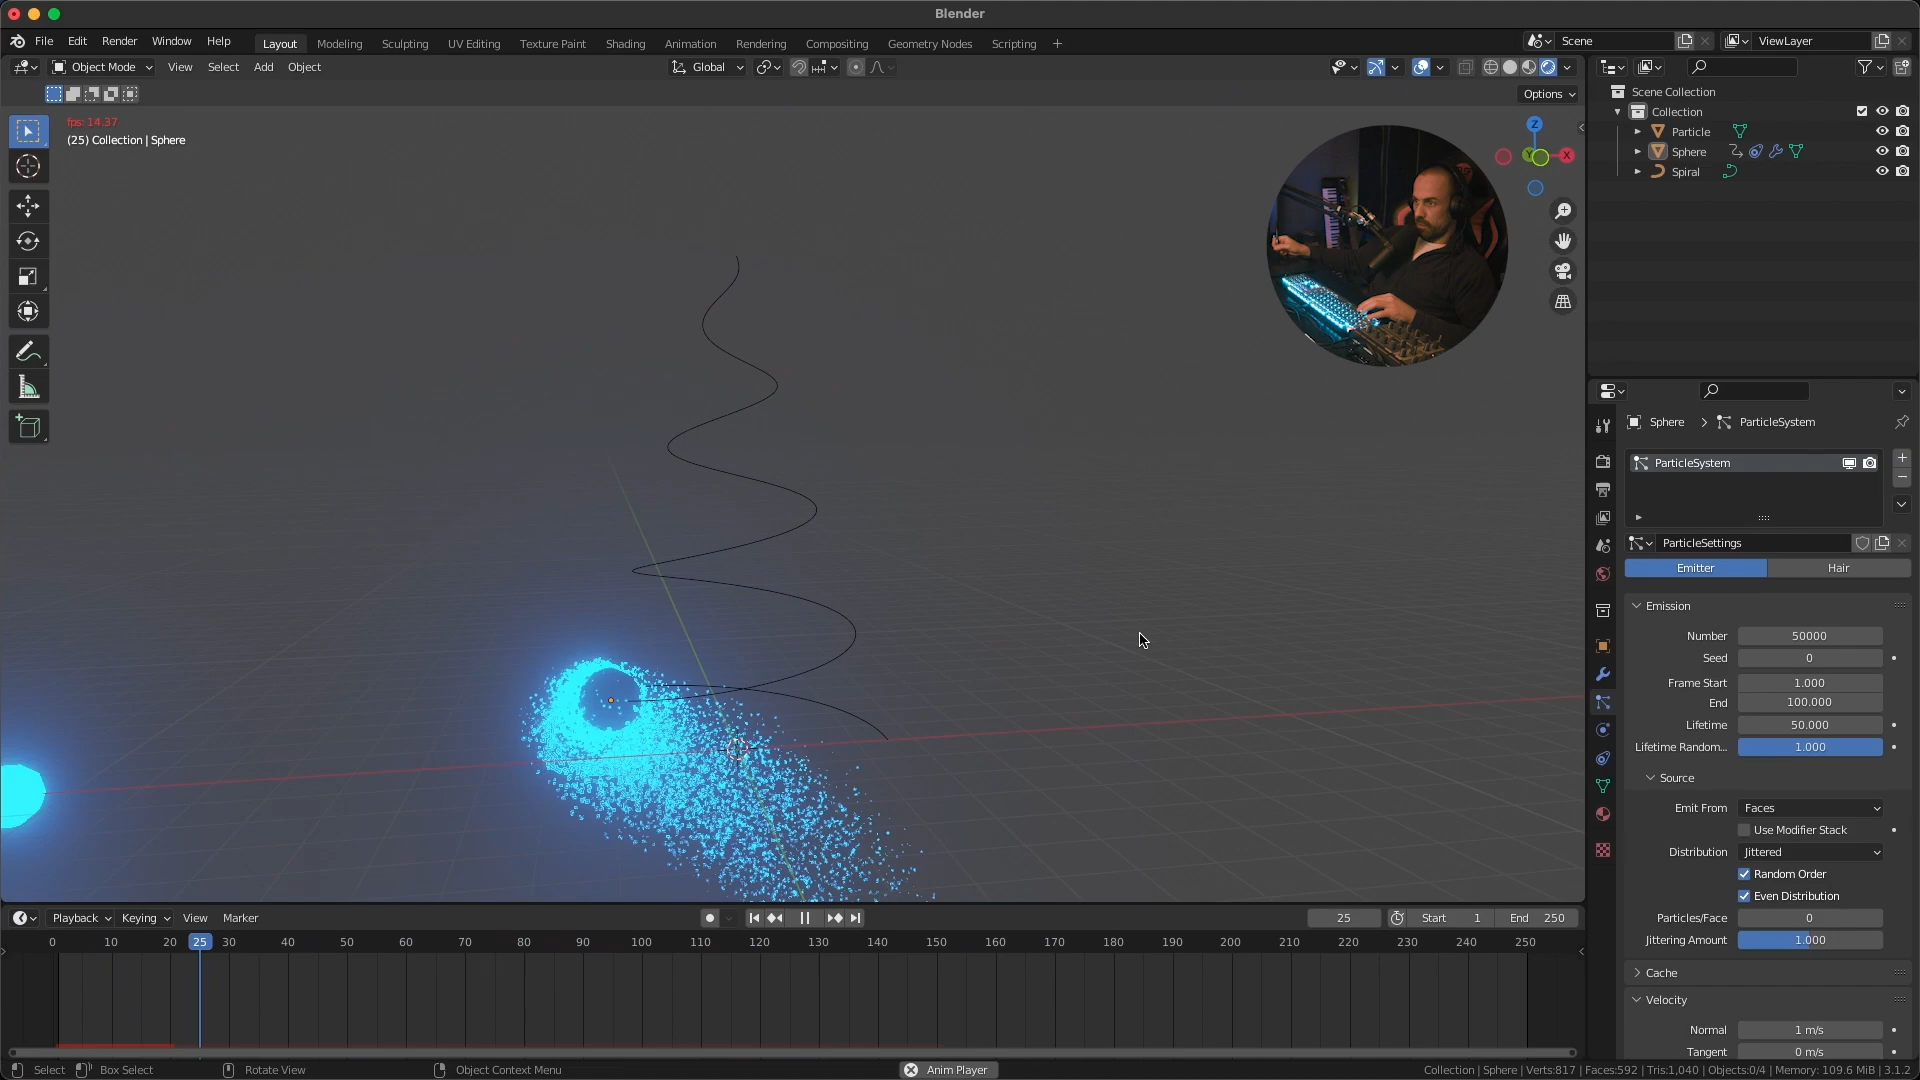 Blender
File Edit Render Window Help
Layout Modeling Sculpting UV Editing Texture Paint Shading Animation Rendering Compositing Geometry Nodes Scripting +
Scene
ViewLayer
Object Mode View Select Add Object
Global
Options
fps: 14.37
(25) Collection | Sphere
Z
Y
X
Scene Collection
Collection
Particle
Sphere
Spiral
Sphere > ParticleSystem
ParticleSystem
ParticleSettings
Emitter Hair
Emission
Number 50000
Seed 0
Frame Start 1.000
End 100.000
Lifetime 50.000
Lifetime Random... 1.000
Source
Emit From Faces
Use Modifier Stack
Distribution Jittered
Random Order
Even Distribution
Particles/Face 0
Jittering Amount 1.000
Cache
Velocity
Normal 1 m/s
Tangent 0 m/s
Playback Keying View Marker
25 Start 1 End 250
0 10 20 25 30 40 50 60 70 80 90 100 110 120 130 140 150 160 170 180 190 200 210 220 230 240 250
Select Box Select Rotate View Object Context Menu Anim Player
Collection | Sphere | Verts:817 | Faces:592 | Tris:1,040 | Objects:0/4 | Memory: 109.6 MiB | 3.1.2